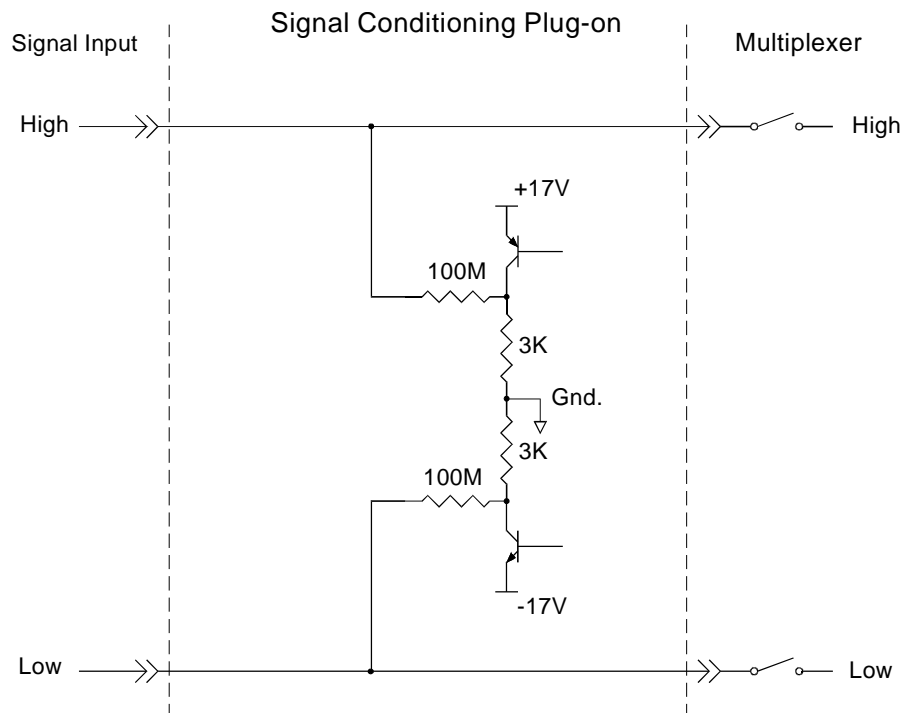 Signal Conditioning Plug-on
Signal Input
Multiplexer
High
High
+17V
100M
3K
Gnd.
3K
100M
-17V
Low
Low